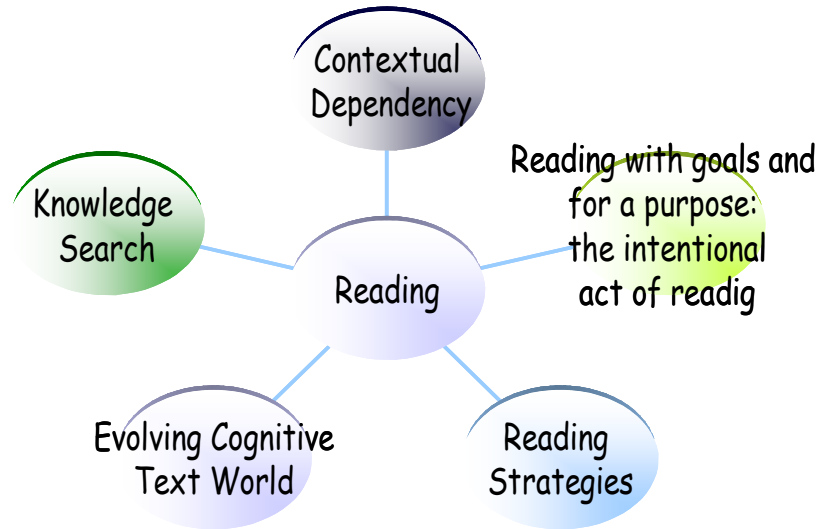 Contextual
Dependency
Reading with goals and
for a purpose:
the intentional
act of readig
Knowledge
Search
Reading
Evolving Cognitive
Text World
Reading
Strategies